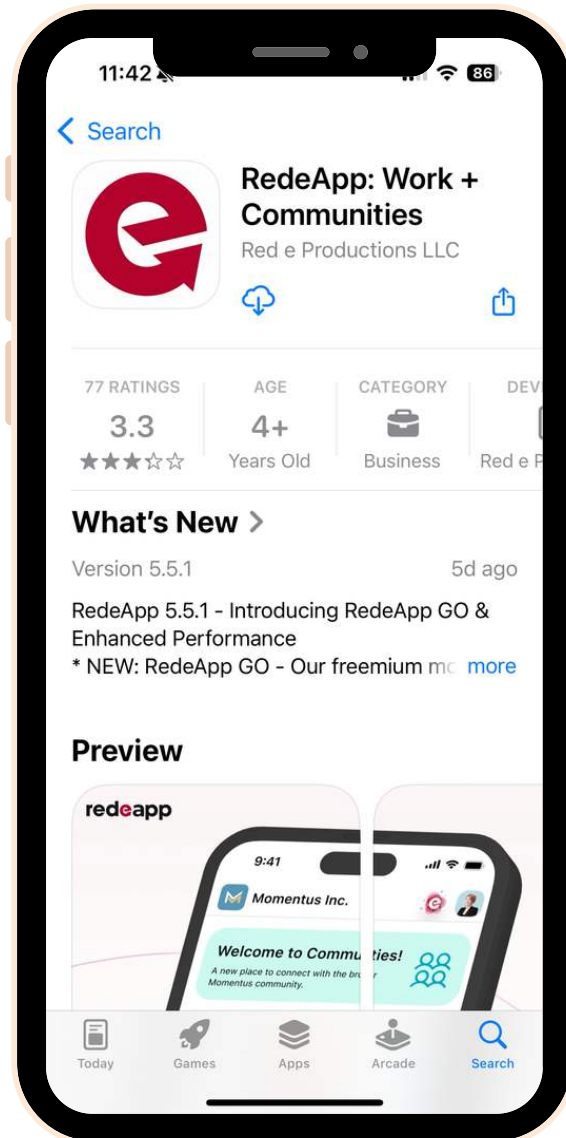 11:42
86
Search
RedeApp: Work +
Communities
Red e Productions LLC
77 RATINGS
AGE
CATEGORY
3.3
4+
Years Old
Business
Red e
What's New
Version 5.5.1
5d ago
RedeApp 5.5.1 - Introducing RedeApp GO &
Enhanced Performance
* NEW: RedeApp GO - Our freemium more
Preview
redeapp
9:41
Momentus Inc.
Welcome to Commu ties!
A new place to connect with the
Momentus community.
Today
Games
Apps
Arcade
Search